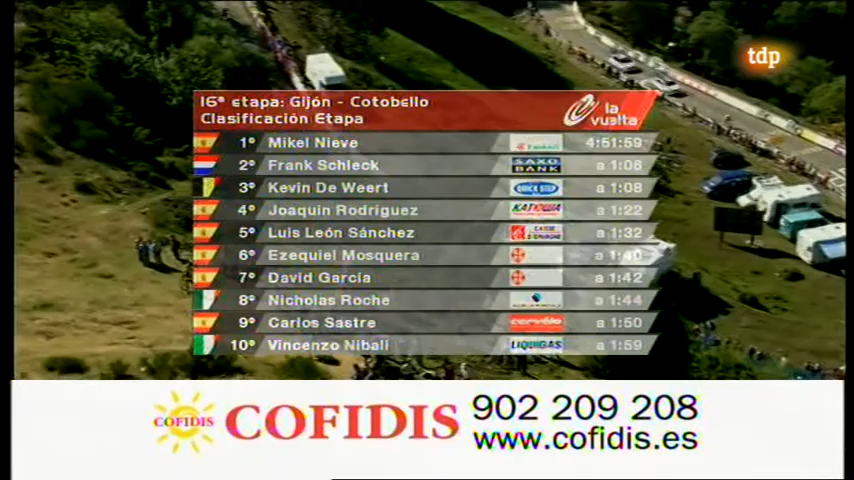 tdp
16ª etapa: Gijón - Cotobello
Clasificación Etapa
la vuelta
1º Mikel Nieve 4:51:59
2º Frank Schleck SAXO BANK a 1:06
3º Kevin De Weert QUICK STEP a 1:08
4º Joaquin Rodríguez KATUSHA a 1:22
5º Luis León Sánchez CAISSE D'EPARGNE a 1:32
6º Ezequiel Mosquera a 1:40
7º David García a 1:42
8º Nicholas Roche a 1:44
9º Carlos Sastre cervélo a 1:50
10º Vincenzo Nibali LIQUIGAS a 1:59
COFIDIS COFIDIS 902 209 208
www.cofidis.es